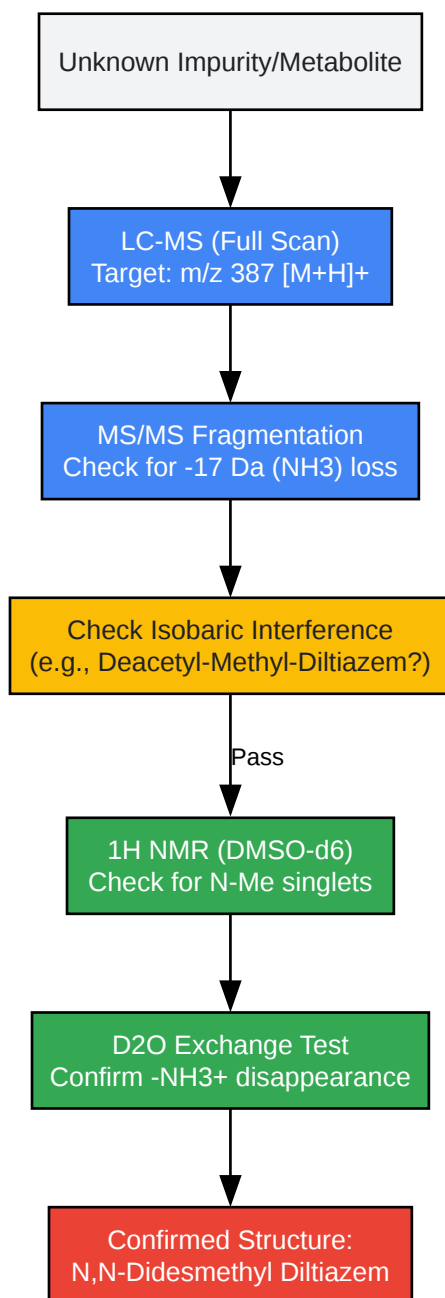 Unknown Impurity/Metabolite
LC-MS (Full Scan)
Target: m/z 387 [M+H]+
MS/MS Fragmentation
Check for -17 Da (NH3) loss
Check Isobaric Interference
(e.g., Deacetyl-Methyl-Diltiazem?)
Pass
1H NMR (DMSO-d6)
Check for N-Me singlets
D2O Exchange Test
Confirm -NH3+ disappearance
Confirmed Structure:
N,N-Didesmethyl Diltiazem